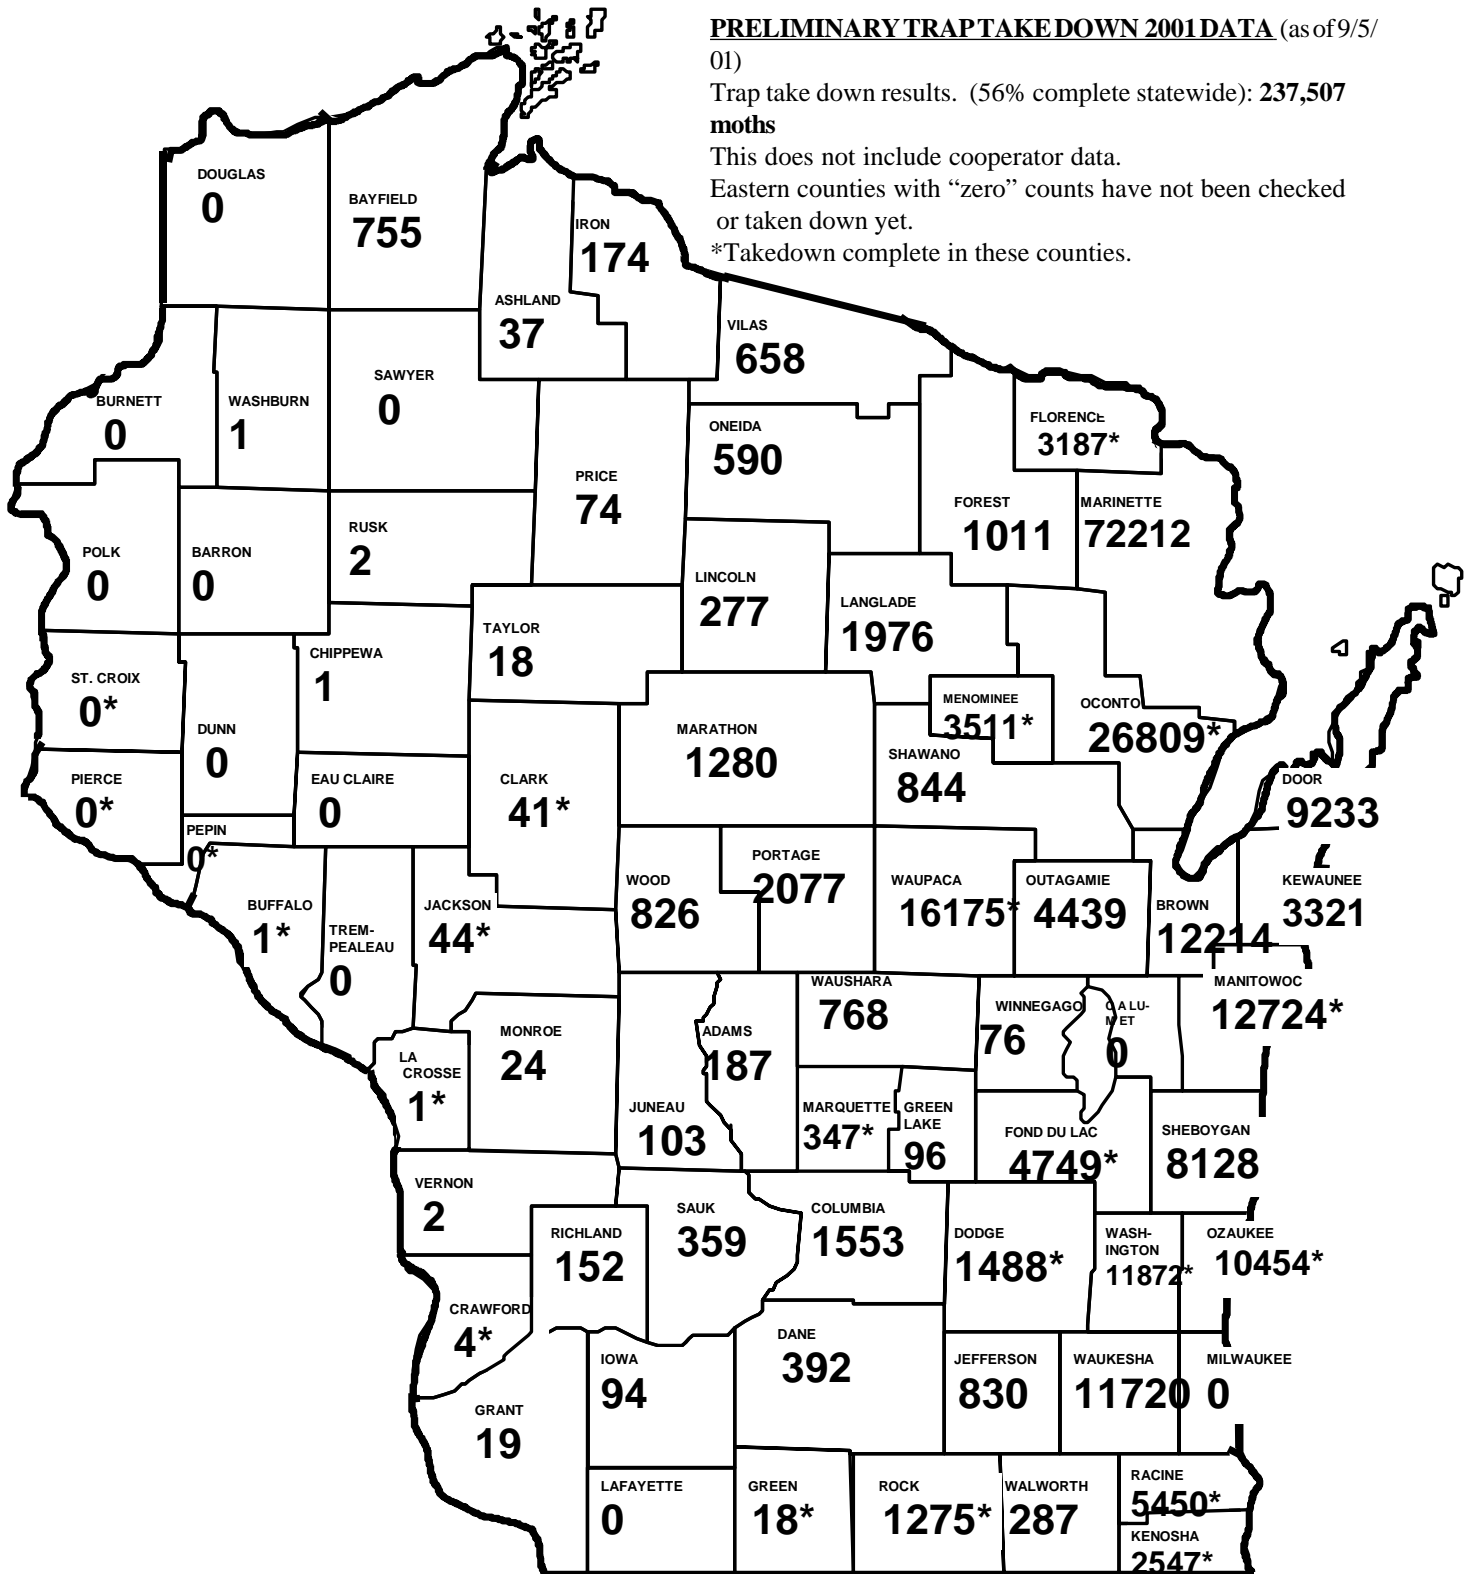 PRELIMINARY TRAP TAKE DOWN 2001 DATA (as of 9/5/
01)
Trap take down results. (56% complete statewide): 237,507
moths
This does not include cooperator data.
Eastern counties with “zero” counts have not been checked
or taken down yet.
*Takedown complete in these counties.
DOUGLAS
0
BAYFIELD
755
IRON
174
ASHLAND
37
VILAS
658
BURNETT
0
WASHBURN
1
SAWYER
0
PRICE
74
ONEIDA
590
FLORENCE
3187*
FOREST
1011
MARINETTE
72212
POLK
0
BARRON
0
RUSK
2
LINCOLN
277
LANGLADE
1976
TAYLOR
18
CHIPPEWA
1
ST. CROIX
0*
DUNN
0
MARATHON
1280
MENOMINEE
3511*
SHAWANO
844
OCONTO
26809*
PIERCE
0*
PEPIN
0*
EAU CLAIRE
0
CLARK
41*
DOOR
9233
WOOD
826
PORTAGE
2077
WAUPACA
16175*
OUTAGAMIE
4439
BROWN
12214
KEWAUNEE
3321
BUFFALO
1*
TREM-
PEALEAU
0
JACKSON
44*
MONROE
24
LA
CROSSE
1*
JUNEAU
103
ADAMS
187
WAUSHARA
768
WINNEGAGO
76
CALU-
MET
0
MANITOWOC
12724*
MARQUETTE
347*
GREEN
LAKE
96
FOND DU LAC
4749*
SHEBOYGAN
8128
VERNON
2
RICHLAND
152
SAUK
359
COLUMBIA
1553
DODGE
1488*
WASH-
INGTON
11872*
OZAUKEE
10454*
CRAWFORD
4*
IOWA
94
DANE
392
JEFFERSON
830
WAUKESHA
11720
MILWAUKEE
0
GRANT
19
LAFAYETTE
0
GREEN
18*
ROCK
1275*
WALWORTH
287
RACINE
5450*
KENOSHA
2547*